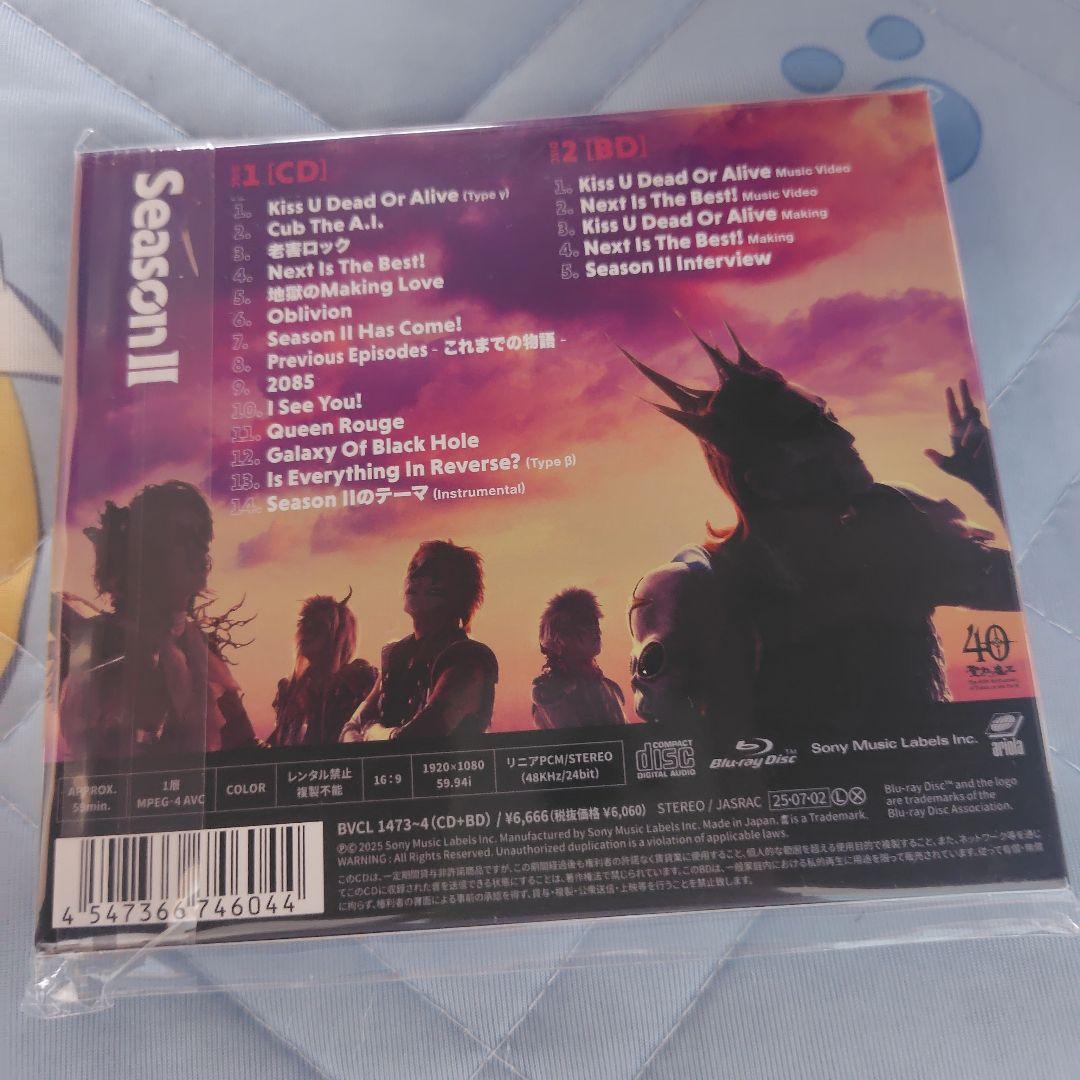 Season II
DISC 1 [CD]
1. Kiss U Dead Or Alive (Type γ)
2. Cub The A.I.
3. 老害ロック
4. Next Is The Best!
5. 地獄のMaking Love
6. Oblivion
7. Season II Has Come!
8. Previous Episodes - これまでの物語 -
9. 2085
10. I See You!
11. Queen Rouge
12. Galaxy Of Black Hole
13. Is Everything In Reverse? (Type β)
14. Season IIのテーマ (Instrumental)
DISC 2 [BD]
1. Kiss U Dead Or Alive Music Video
2. Next Is The Best! Music Video
3. Kiss U Dead Or Alive Making
4. Next Is The Best! Making
5. Season II Interview
40
APPROX. 59min.
1層 MPEG-4 AVC
COLOR
レンタル禁止 複製不能
16:9
1920×1080 59.94i
リニアPCM/STEREO (48KHz/24bit)
COMPACT disc DIGITAL AUDIO
Blu-ray Disc™
Sony Music Labels Inc.
ariola
BVCL 1473~4 (CD+BD) / ¥6,666 (税抜価格 ¥6,060) STEREO / JASRAC 25・07・02 Ⓛ Ⓧ
ⓅⒸ 2025 Sony Music Labels Inc. Manufactured by Sony Music Labels Inc. Made in Japan. is a Trademark.
WARNING : All Rights Reserved. Unauthorized duplication is a violation of applicable laws.
Blu-ray Disc™ and the logo
are trademarks of the
Blu-ray Disc Association.
4 547366 746044